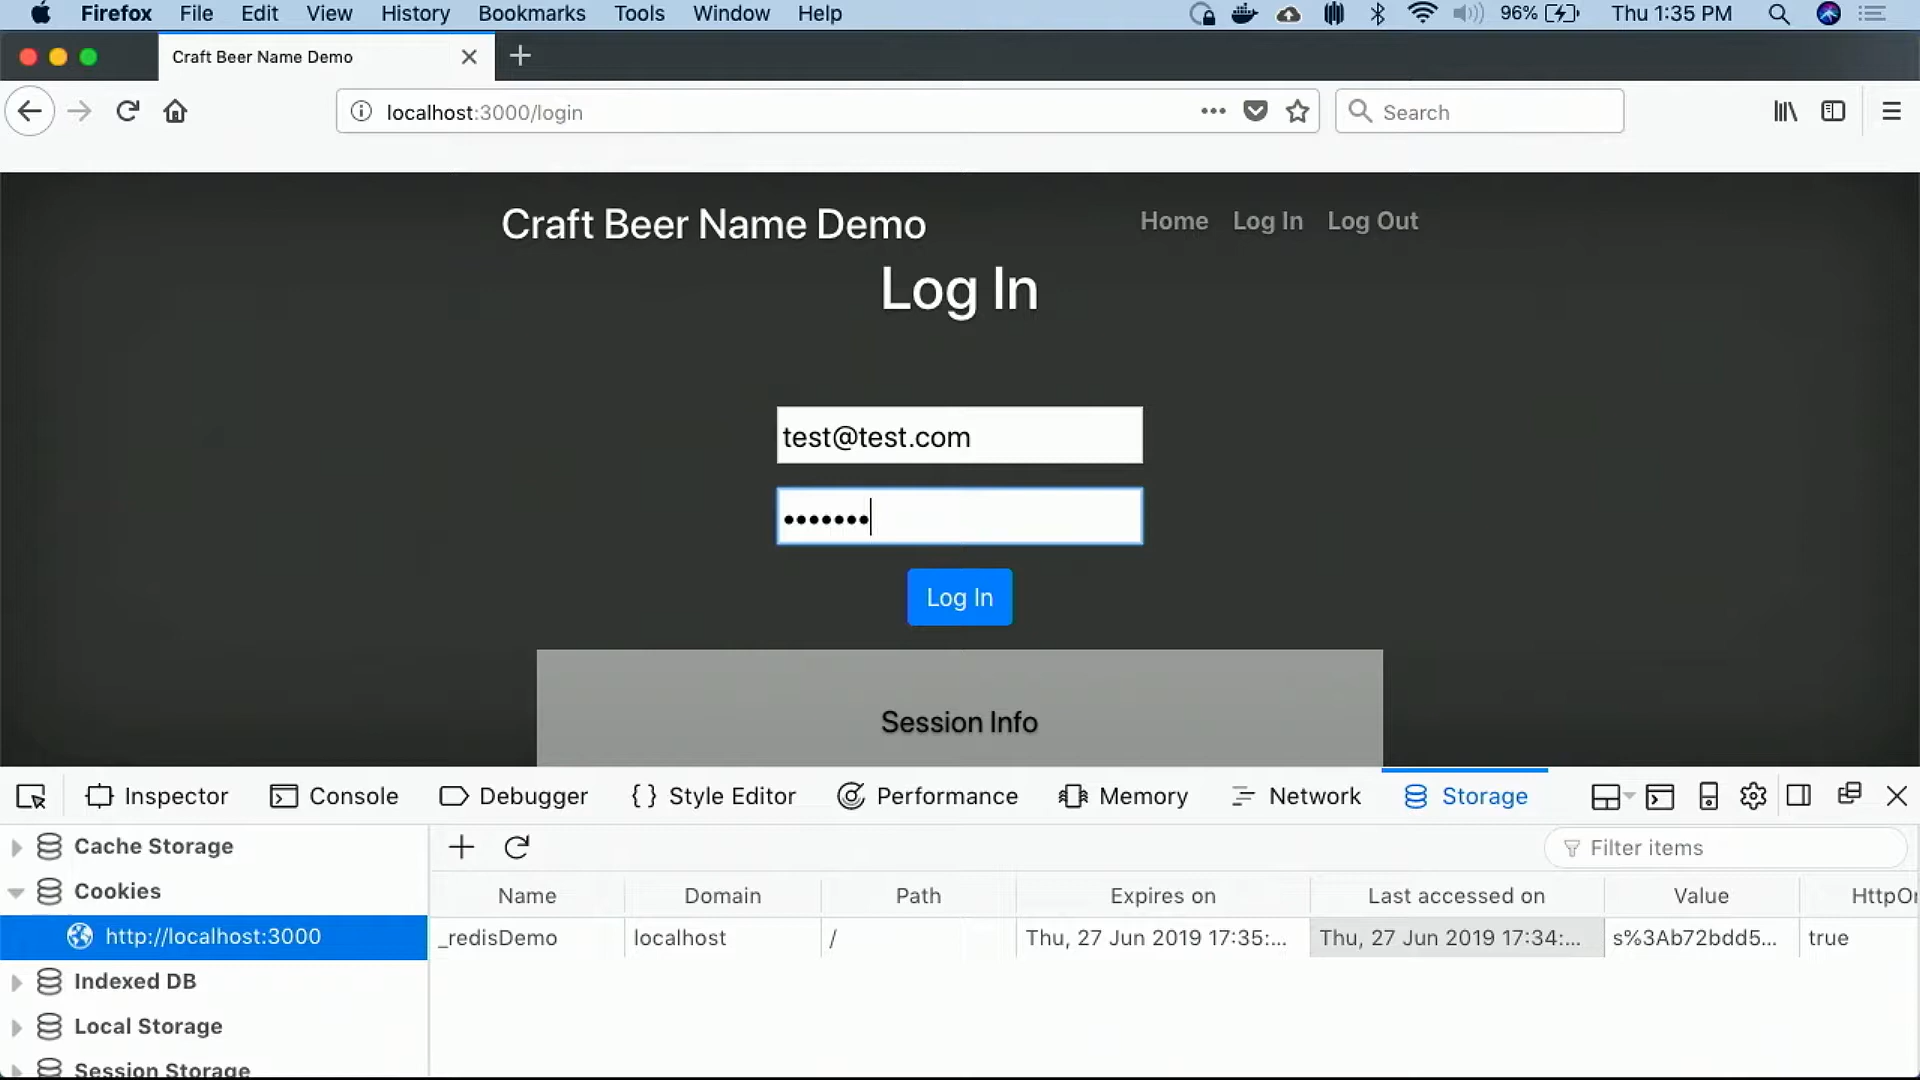 Firefox File Edit View History Bookmarks Tools Window Help 96% Thu 1:35 PM
Craft Beer Name Demo
localhost:3000/login Search
Craft Beer Name Demo Home Log In Log Out
Log In
test@test.com
•••••••
Log In
Session Info
Inspector Console Debugger { } Style Editor Performance Memory Network Storage
Cache Storage Filter items
Cookies Name Domain Path Expires on Last accessed on Value HttpOn
http://localhost:3000 _redisDemo localhost / Thu, 27 Jun 2019 17:35:... Thu, 27 Jun 2019 17:34:... s%3Ab72bdd5... true
Indexed DB
Local Storage
Session Storage